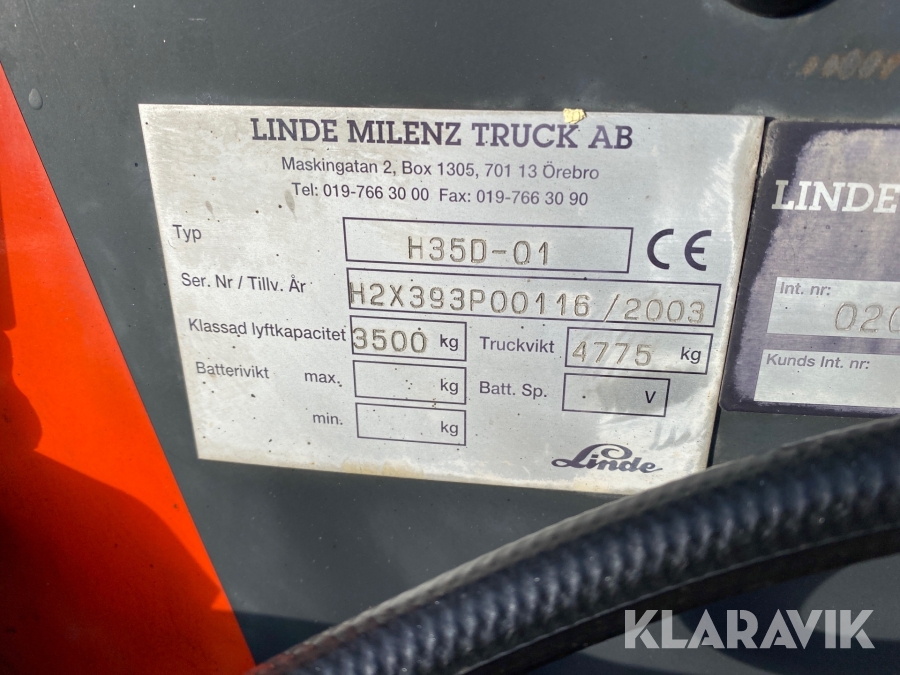 LINDE MILENZ TRUCK AB
Maskingatan 2, Box 1305, 701 13 Örebro
Tel: 019-766 30 00 Fax: 019-766 30 90
Typ H35D-01 CE
Ser. Nr / Tillv. År H2X393P00116 /2003
Klassad lyftkapacitet 3500 kg Truckvikt 4775 kg
Batterivikt max. kg Batt. Sp. V
min. kg
Linde
LINDE
Int. nr:
020
Kunds Int. nr:
KLARAVIK